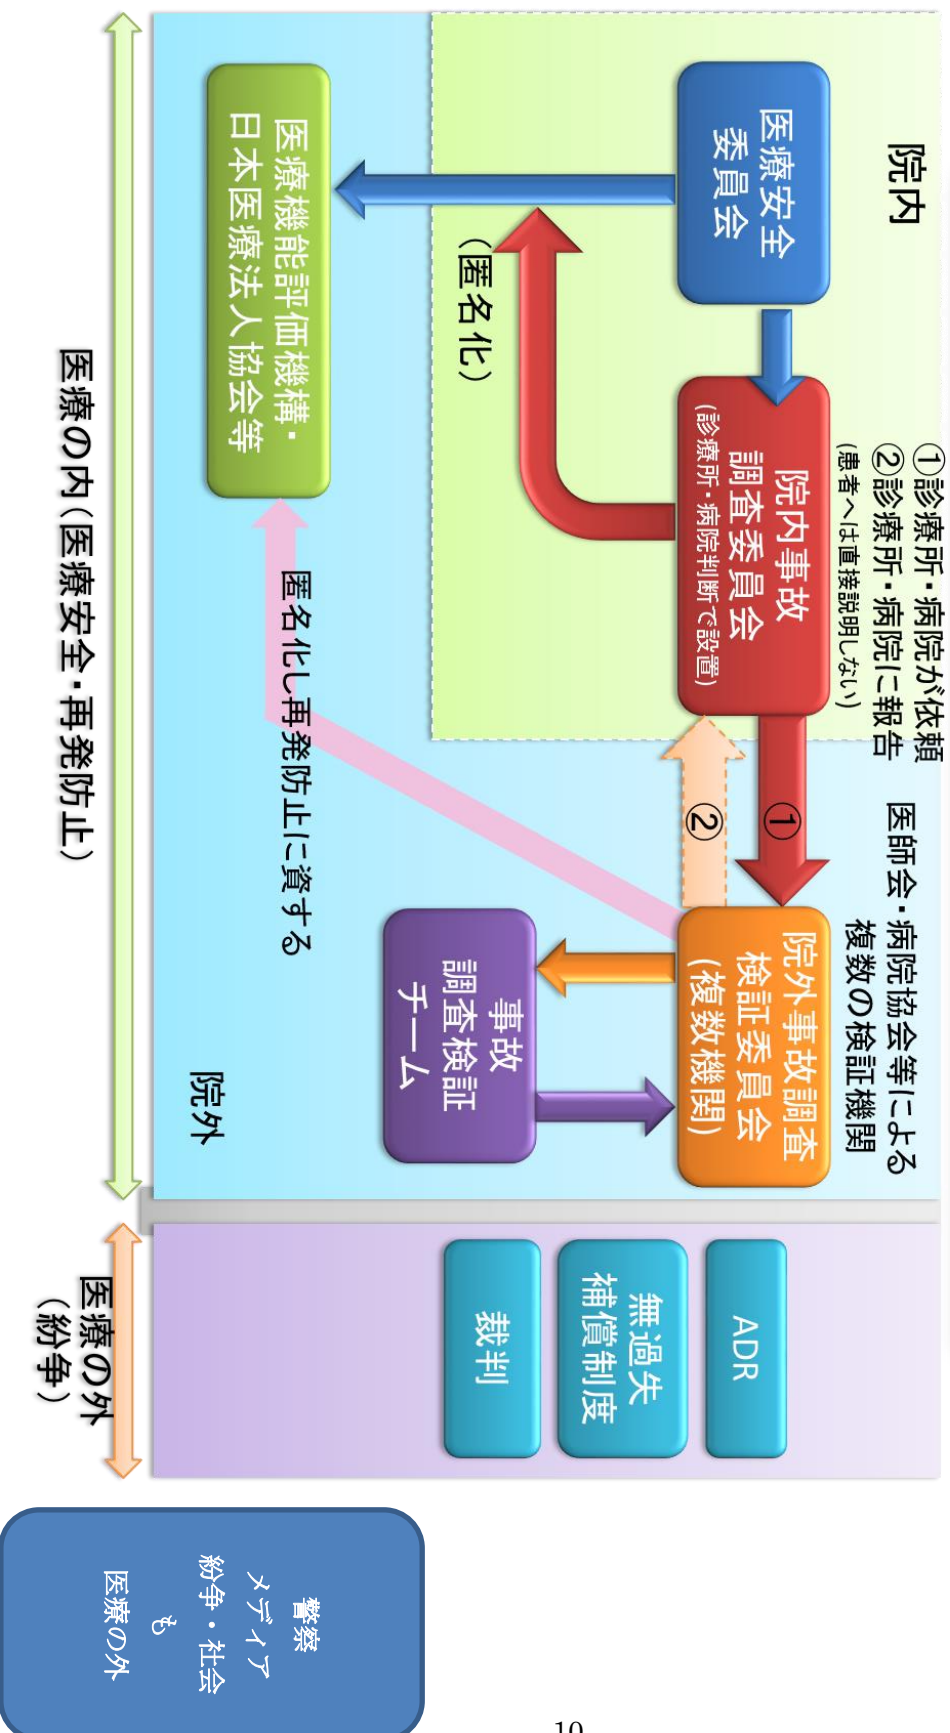 院内
①診療所・病院が依頼
②診療所・病院に報告
(患者へは直接説明しない)
医師会・病院協会等による
複数の検証機関
医療安全
委員会
院内事故
調査委員会
(診療所・病院判断で設置)
①
②
院外事故調査
検証委員会
(複数機関)
(匿名化)
事故
調査検証
チーム
匿名化し再発防止に資する
医療機能評価機構・
日本医療法人協会等
院外
ADR
無過失
補償制度
裁判
医療の内(医療安全・再発防止)
医療の外
(紛争)
警察
メディア
紛争・社会
も
医療の外
10